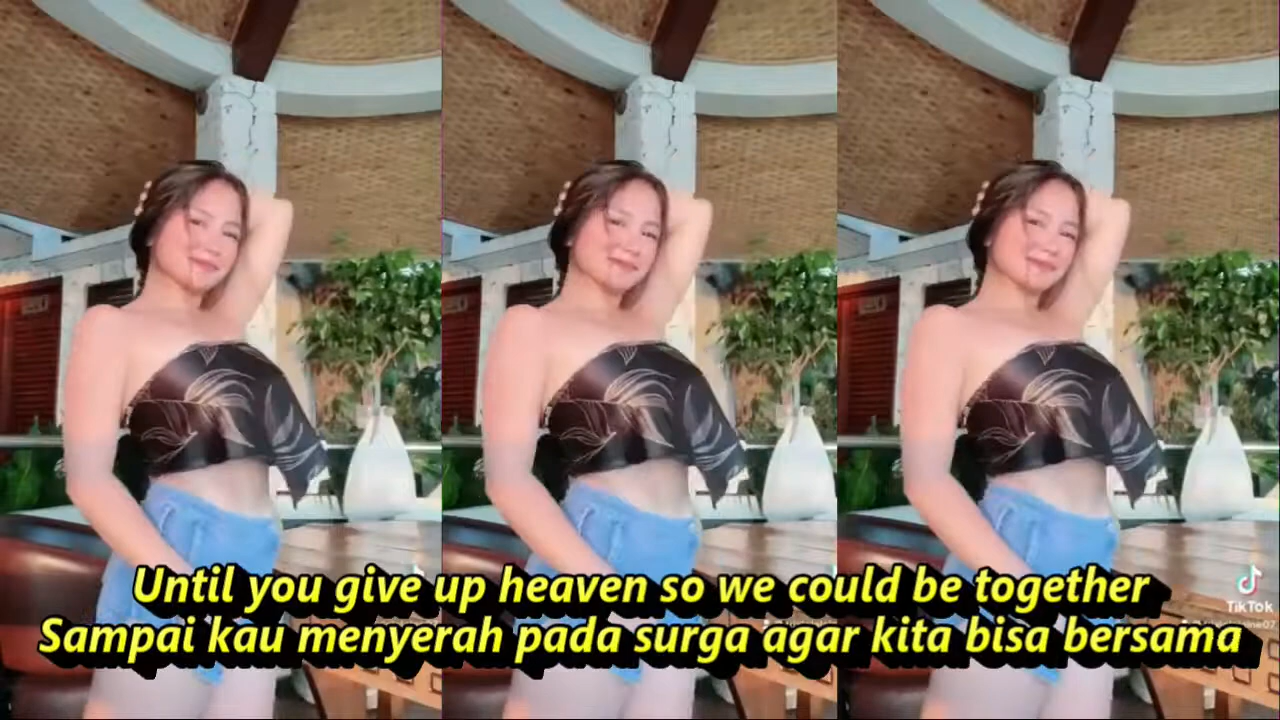 Until you give up heaven so we could be together
Sampai kau menyerah pada surga agar kita bisa bersama
TikTok